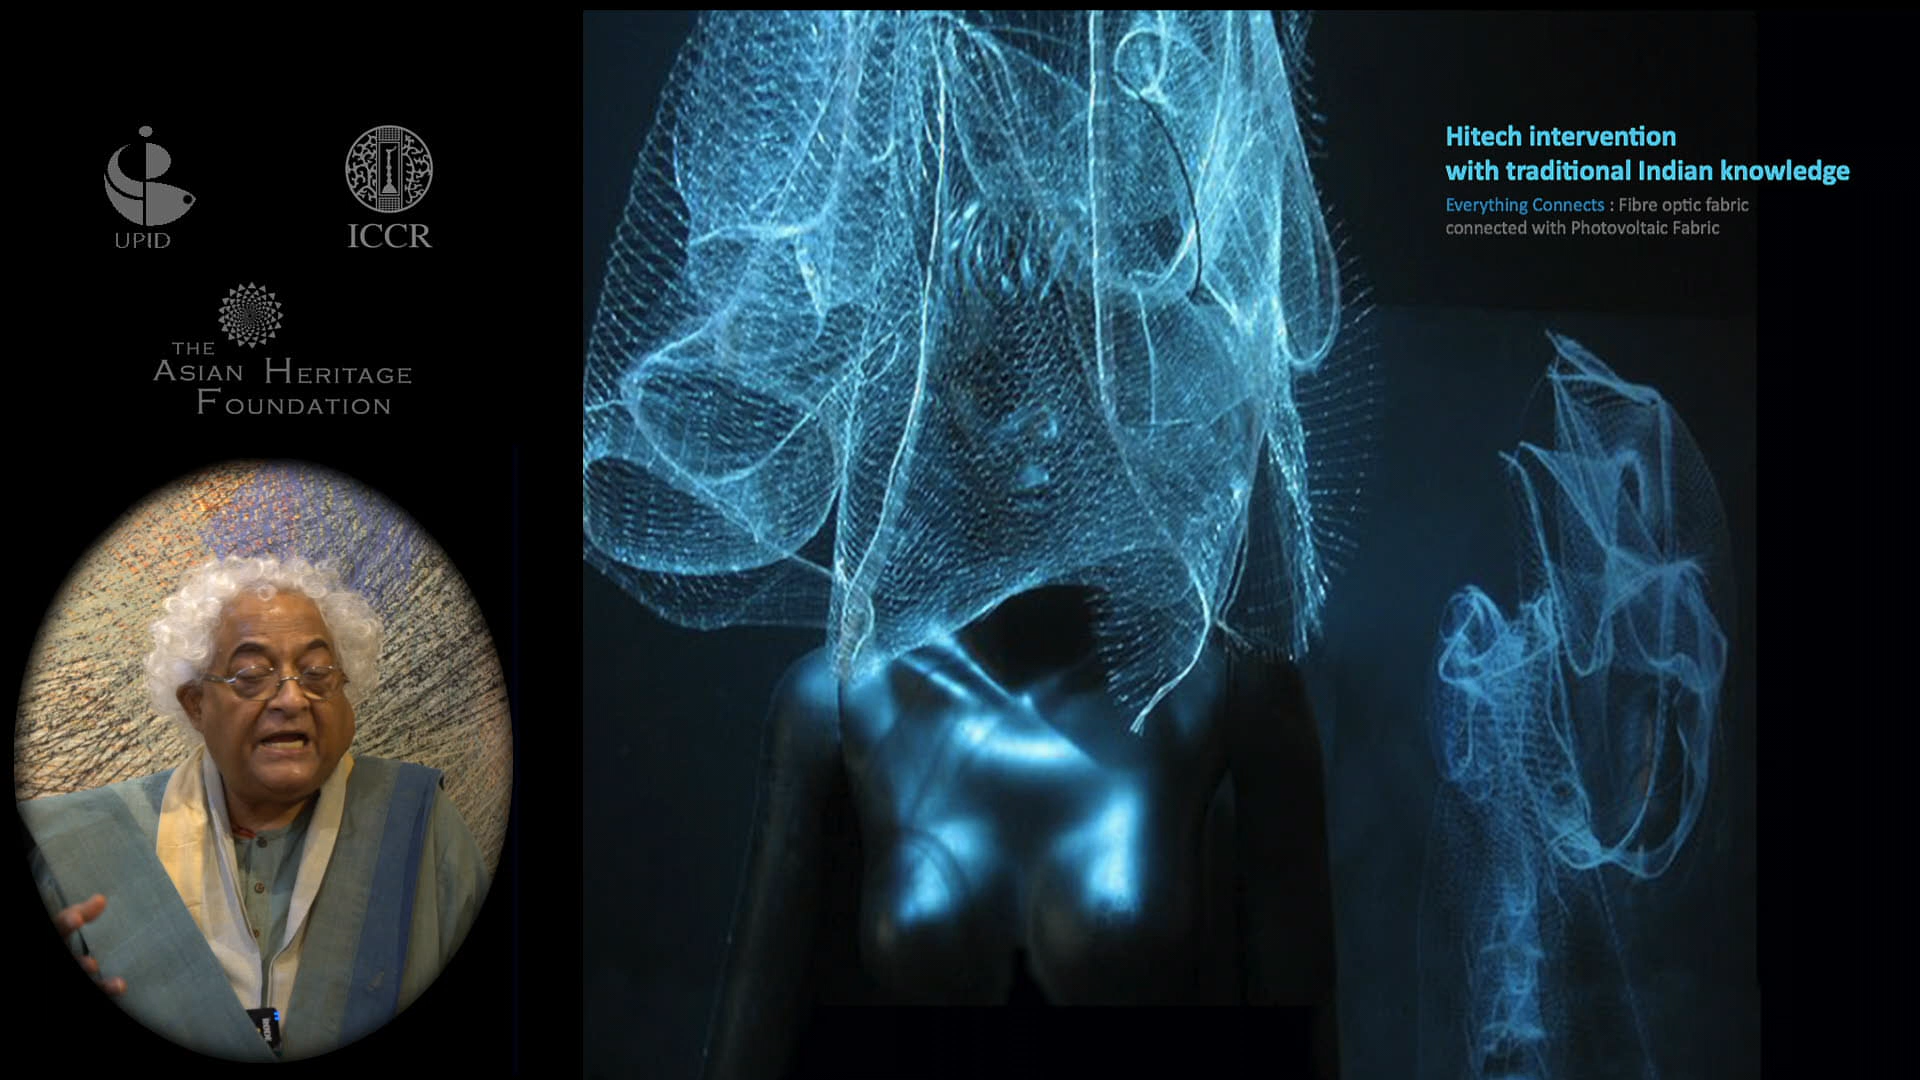 UPID
ICCR
THE
ASIAN HERITAGE
FOUNDATION
Hitech intervention
with traditional Indian knowledge
Everything Connects : Fibre optic fabric
connected with Photovoltaic Fabric